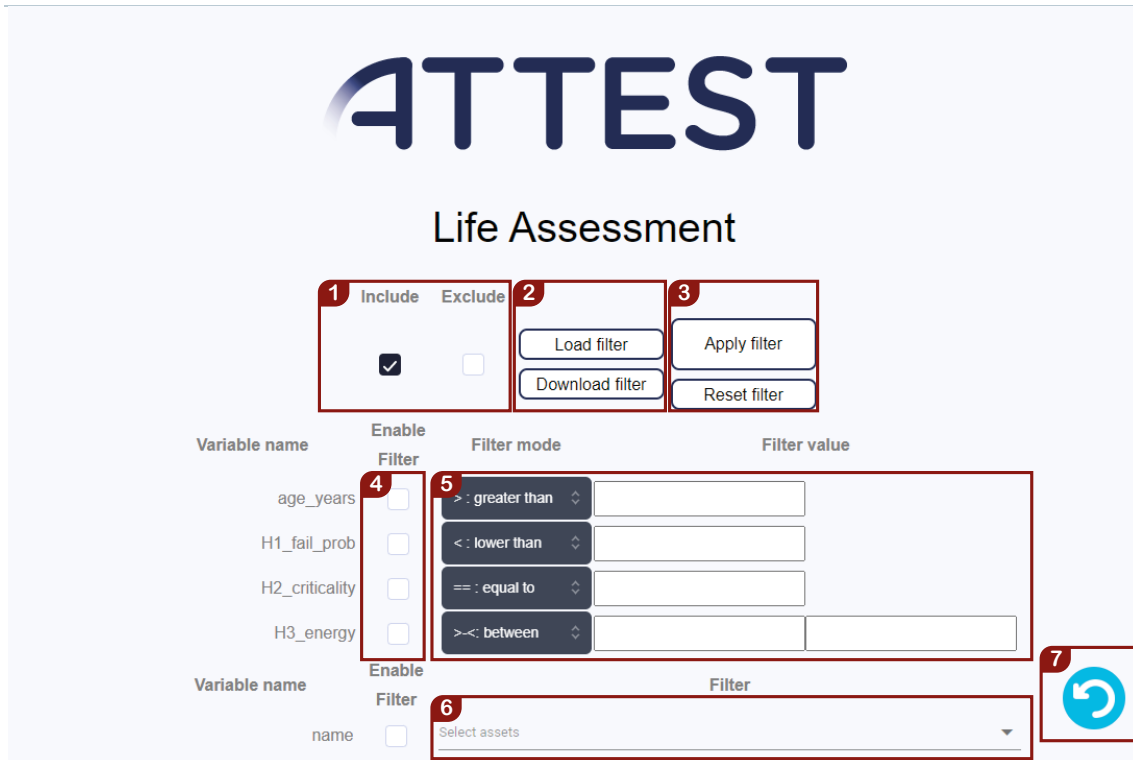 ATTEST
Life Assessment
1 Include Exclude 2 3
Load filter Apply filter
Download filter Reset filter
Variable name Enable Filter Filter mode Filter value
4 5
age_years > : greater than
H1_fail_prob < : lower than
H2_criticality == : equal to
H3_energy >-<: between
Variable name Enable Filter Filter 7
6
name Select assets